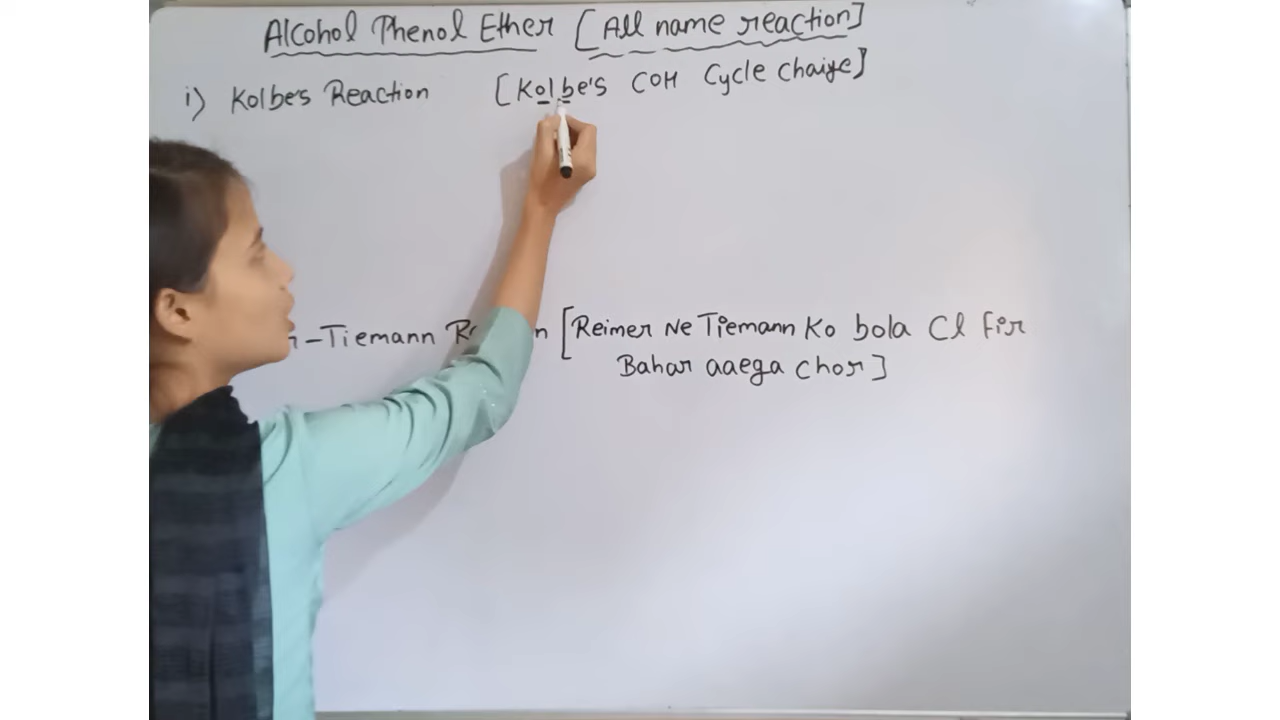 Alcohol Phenol Ether [All name reaction]
i) Kolbe's Reaction [Kolbe's COH Cycle Chaiye]
-Tiemann [Reimer Ne Tiemann Ko bola Cl Fir
Bahar aaega Chor]